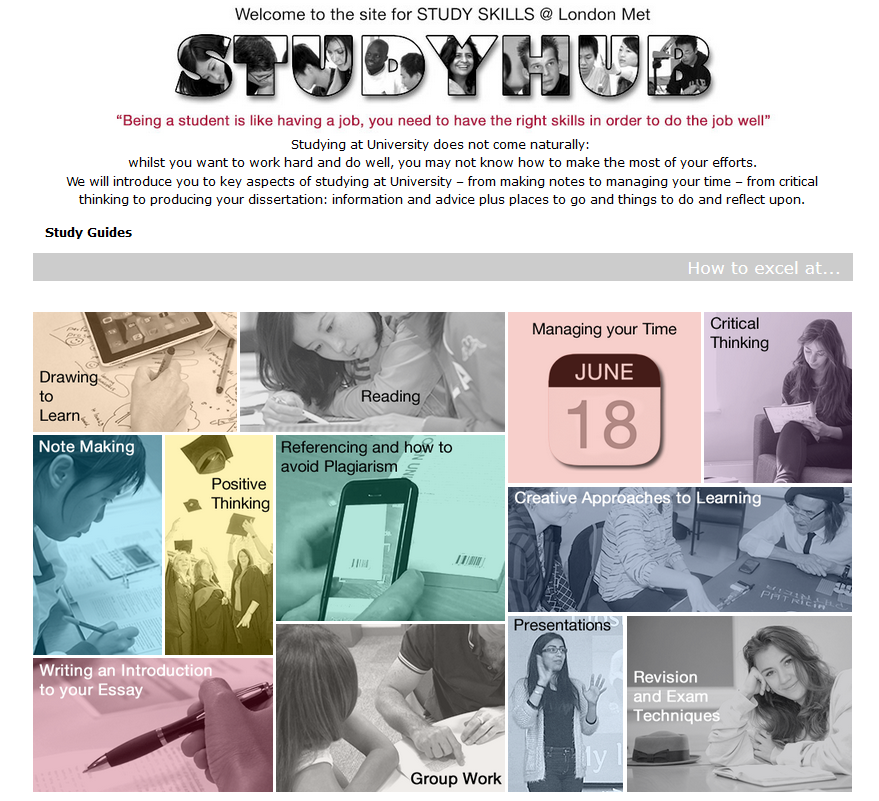 Welcome to the site for STUDY SKILLS @ London Met
STUDYHUB
“Being a student is like having a job, you need to have the right skills in order to do the job well”
Studying at University does not come naturally:
whilst you want to work hard and do well, you may not know how to make the most of your efforts.
We will introduce you to key aspects of studying at University – from making notes to managing your time – from critical
thinking to producing your dissertation: information and advice plus places to go and things to do and reflect upon.
Study Guides
How to excel at...
Drawing
to
Learn
Reading
Managing your Time
JUNE
18
Critical
Thinking
Note Making
Positive
Thinking
Referencing and how to
avoid Plagiarism
Creative Approaches to Learning
Writing an Introduction
to your Essay
Group Work
Presentations
Revision
and Exam
Techniques